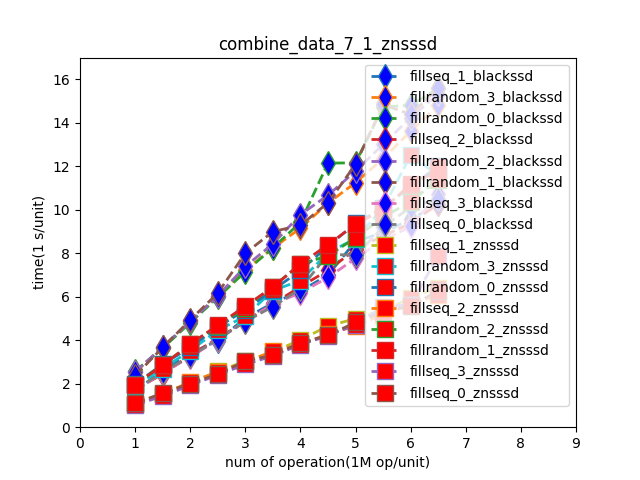 combine_data_7_1_znsssd
time(1 s/unit)
16
14
12
10
8
6
4
2
0
0 1 2 3 4 5 6 7 8 9
num of operation(1M op/unit)
fillseq_1_blackssd
fillrandom_3_blackssd
fillrandom_0_blackssd
fillseq_2_blackssd
fillrandom_2_blackssd
fillrandom_1_blackssd
fillseq_3_blackssd
fillseq_0_blackssd
fillseq_1_znsssd
fillrandom_3_znsssd
fillrandom_0_znsssd
fillseq_2_znsssd
fillrandom_2_znsssd
fillrandom_1_znsssd
fillseq_3_znsssd
fillseq_0_znsssd